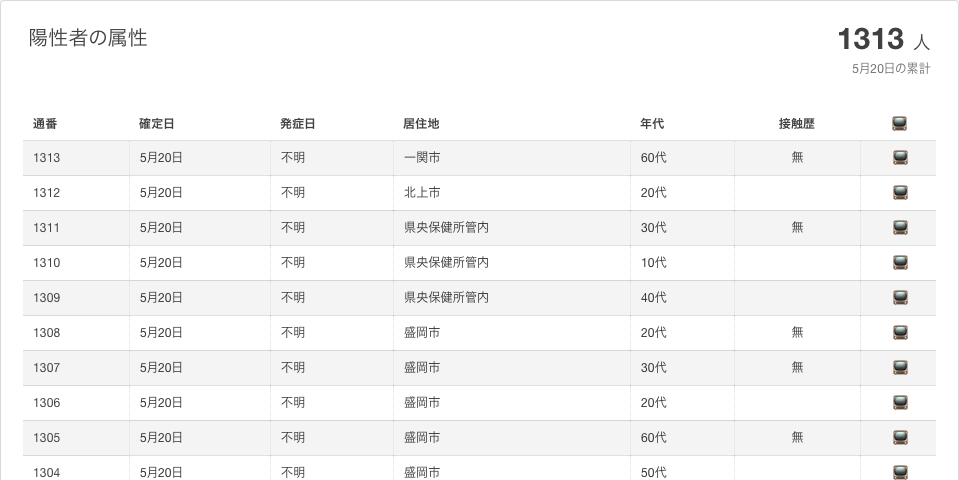 陽性者の属性
1313 人
5月20日の累計
通番 確定日 発症日 居住地 年代 接触歴
1313 5月20日 不明 一関市 60代 無
1312 5月20日 不明 北上市 20代
1311 5月20日 不明 県央保健所管内 30代 無
1310 5月20日 不明 県央保健所管内 10代
1309 5月20日 不明 県央保健所管内 40代
1308 5月20日 不明 盛岡市 20代 無
1307 5月20日 不明 盛岡市 30代 無
1306 5月20日 不明 盛岡市 20代
1305 5月20日 不明 盛岡市 60代 無
1304 5月20日 不明 盛岡市 50代